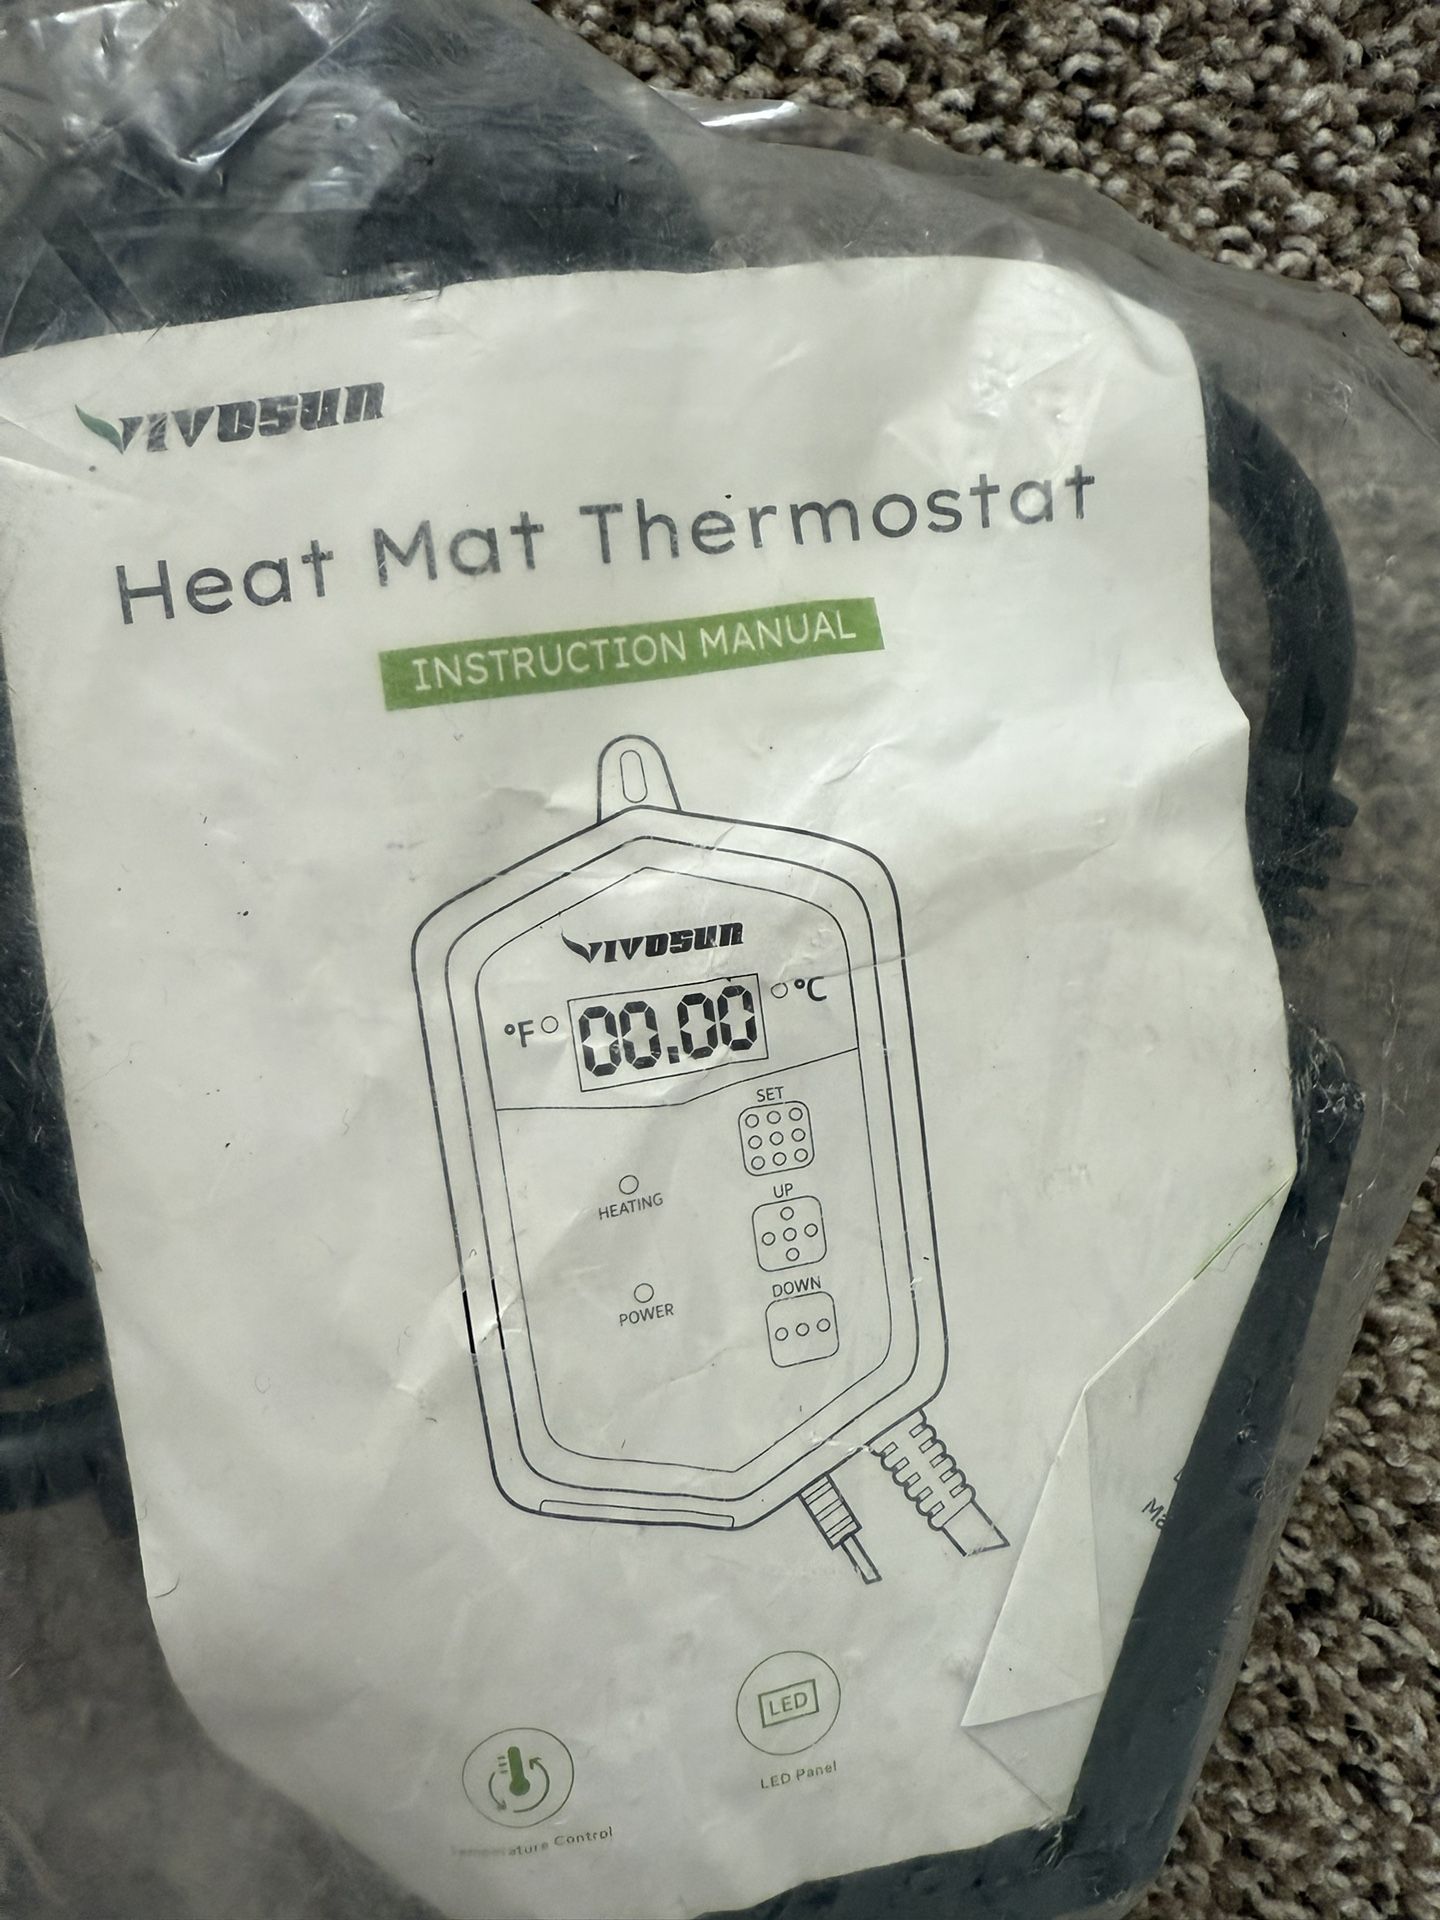 VIVOSUN
Heat Mat Thermostat
INSTRUCTION MANUAL
VIVOSUN
°F 00.00 °C
SET
HEATING
UP
POWER
DOWN
LED
LED Panel
Temperature Control